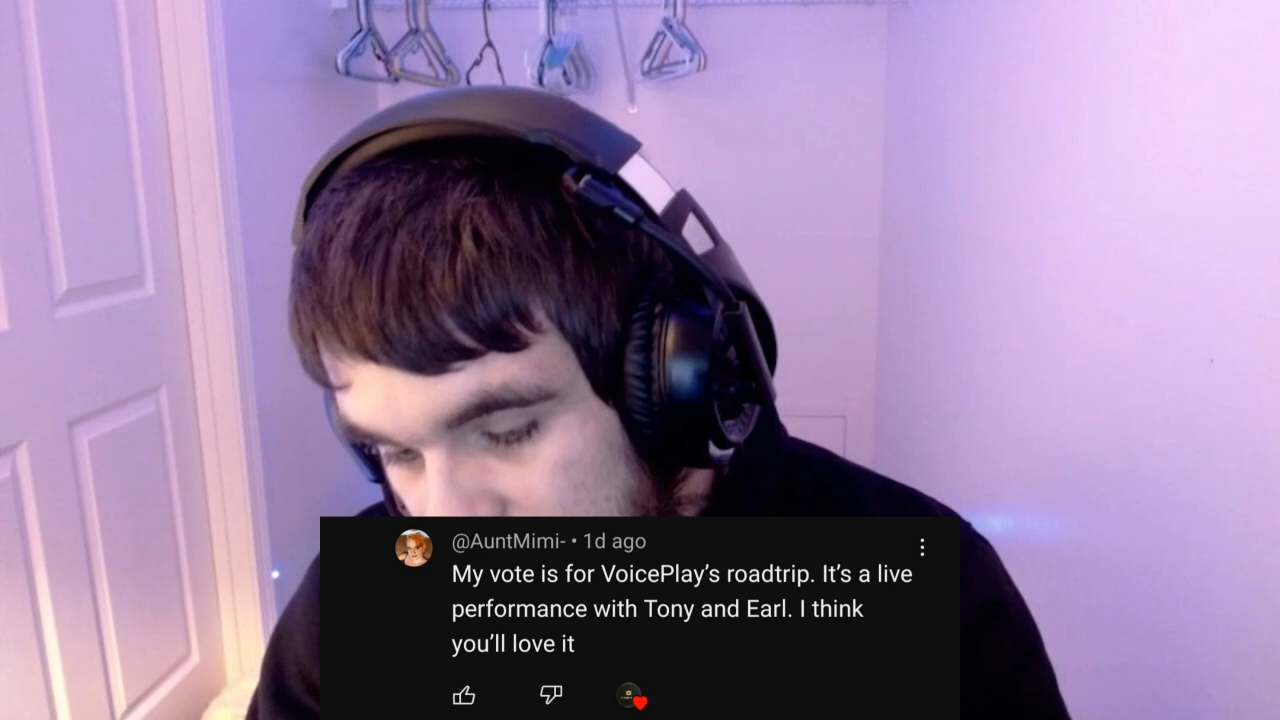 @AuntMimi- • 1d ago
My vote is for VoicePlay’s roadtrip. It’s a live
performance with Tony and Earl. I think
you’ll love it